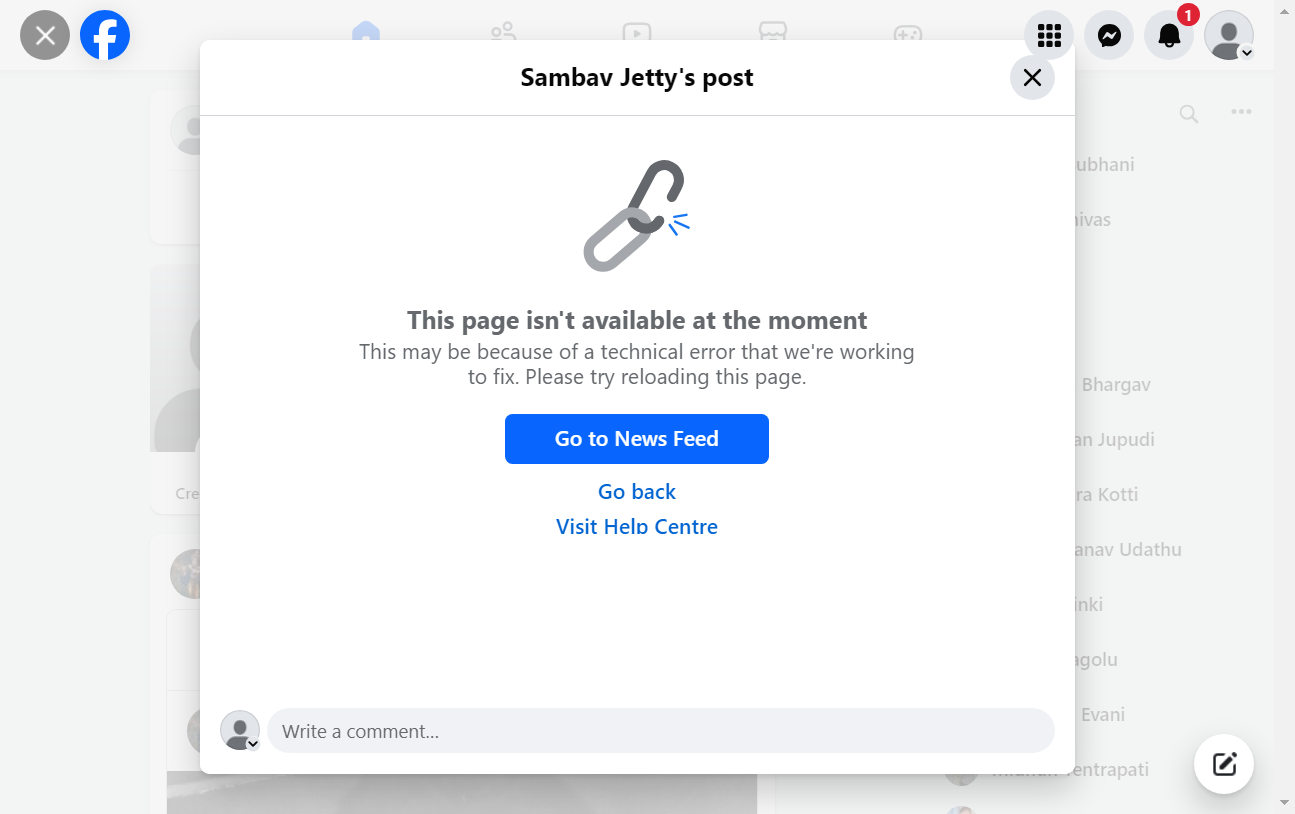 1
Sambav Jetty's post
This page isn't available at the moment
This may be because of a technical error that we're working
to fix. Please try reloading this page.
Go to News Feed
Go back
Visit Help Centre
Write a comment...
ubhani
ivas
Bhargav
an Jupudi
ra Kotti
anav Udathu
inki
agolu
Evani
entrapati
Cre